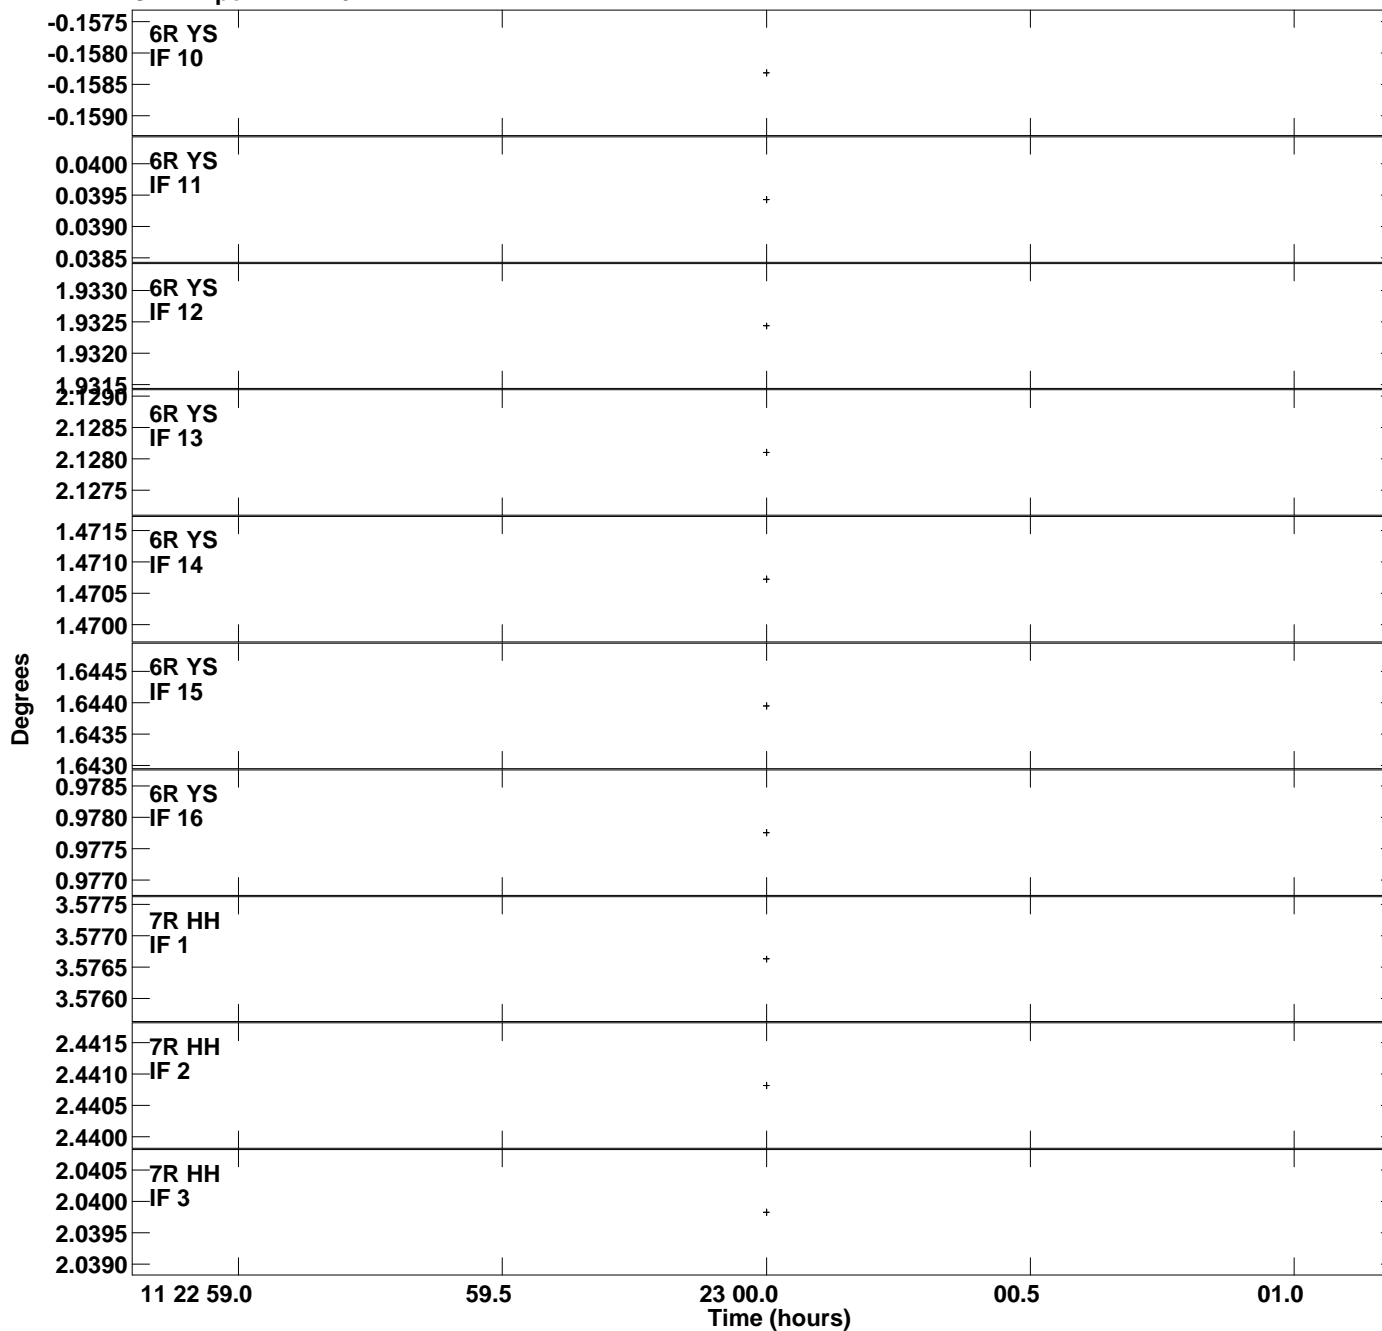 -0.1575
-0.1580
-0.1585
-0.1590
6R YS
IF 10
0.0400
0.0395
0.0390
0.0385
6R YS
IF 11
1.9330
1.9325
1.9320
1.9315
6R YS
IF 12
2.1290
2.1285
2.1280
2.1275
6R YS
IF 13
1.4715
1.4710
1.4705
1.4700
6R YS
IF 14
1.6445
1.6440
1.6435
1.6430
6R YS
IF 15
0.9785
0.9780
0.9775
0.9770
6R YS
IF 16
3.5775
3.5770
3.5765
3.5760
7R HH
IF 1
2.4415
2.4410
2.4405
2.4400
7R HH
IF 2
2.0405
2.0400
2.0395
2.0390
7R HH
IF 3
Degrees
11 22 59.0 59.5 23 00.0 00.5 01.0
Time (hours)